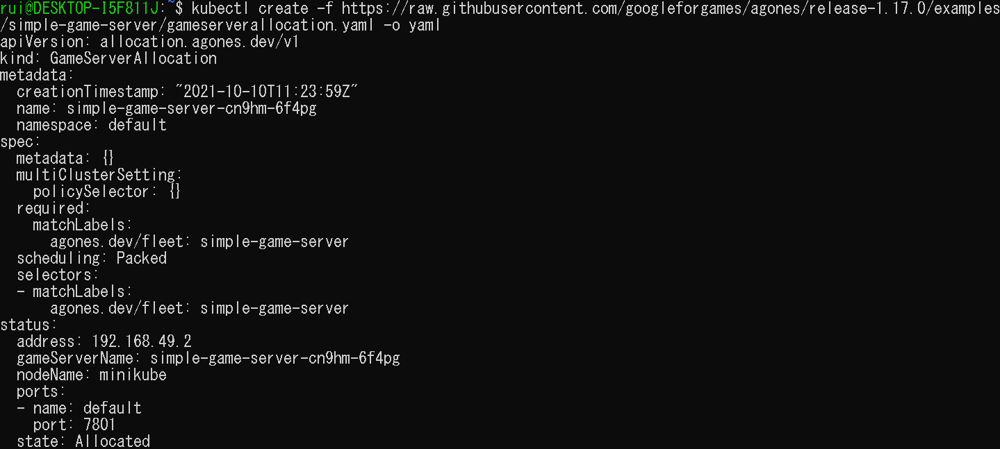 rui@DESKTOP-I5F811J:~$ kubectl create -f https://raw.githubusercontent.com/googleforgames/agones/release-1.17.0/examples
/simple-game-server/gameserverallocation.yaml -o yaml
apiVersion: allocation.agones.dev/v1
kind: GameServerAllocation
metadata:
  creationTimestamp: "2021-10-10T11:23:59Z"
  name: simple-game-server-cn9hm-6f4pg
  namespace: default
spec:
  metadata: {}
  multiClusterSetting:
    policySelector: {}
  required:
    matchLabels:
      agones.dev/fleet: simple-game-server
  scheduling: Packed
  selectors:
  - matchLabels:
      agones.dev/fleet: simple-game-server
status:
  address: 192.168.49.2
  gameServerName: simple-game-server-cn9hm-6f4pg
  nodeName: minikube
  ports:
  - name: default
    port: 7801
  state: Allocated